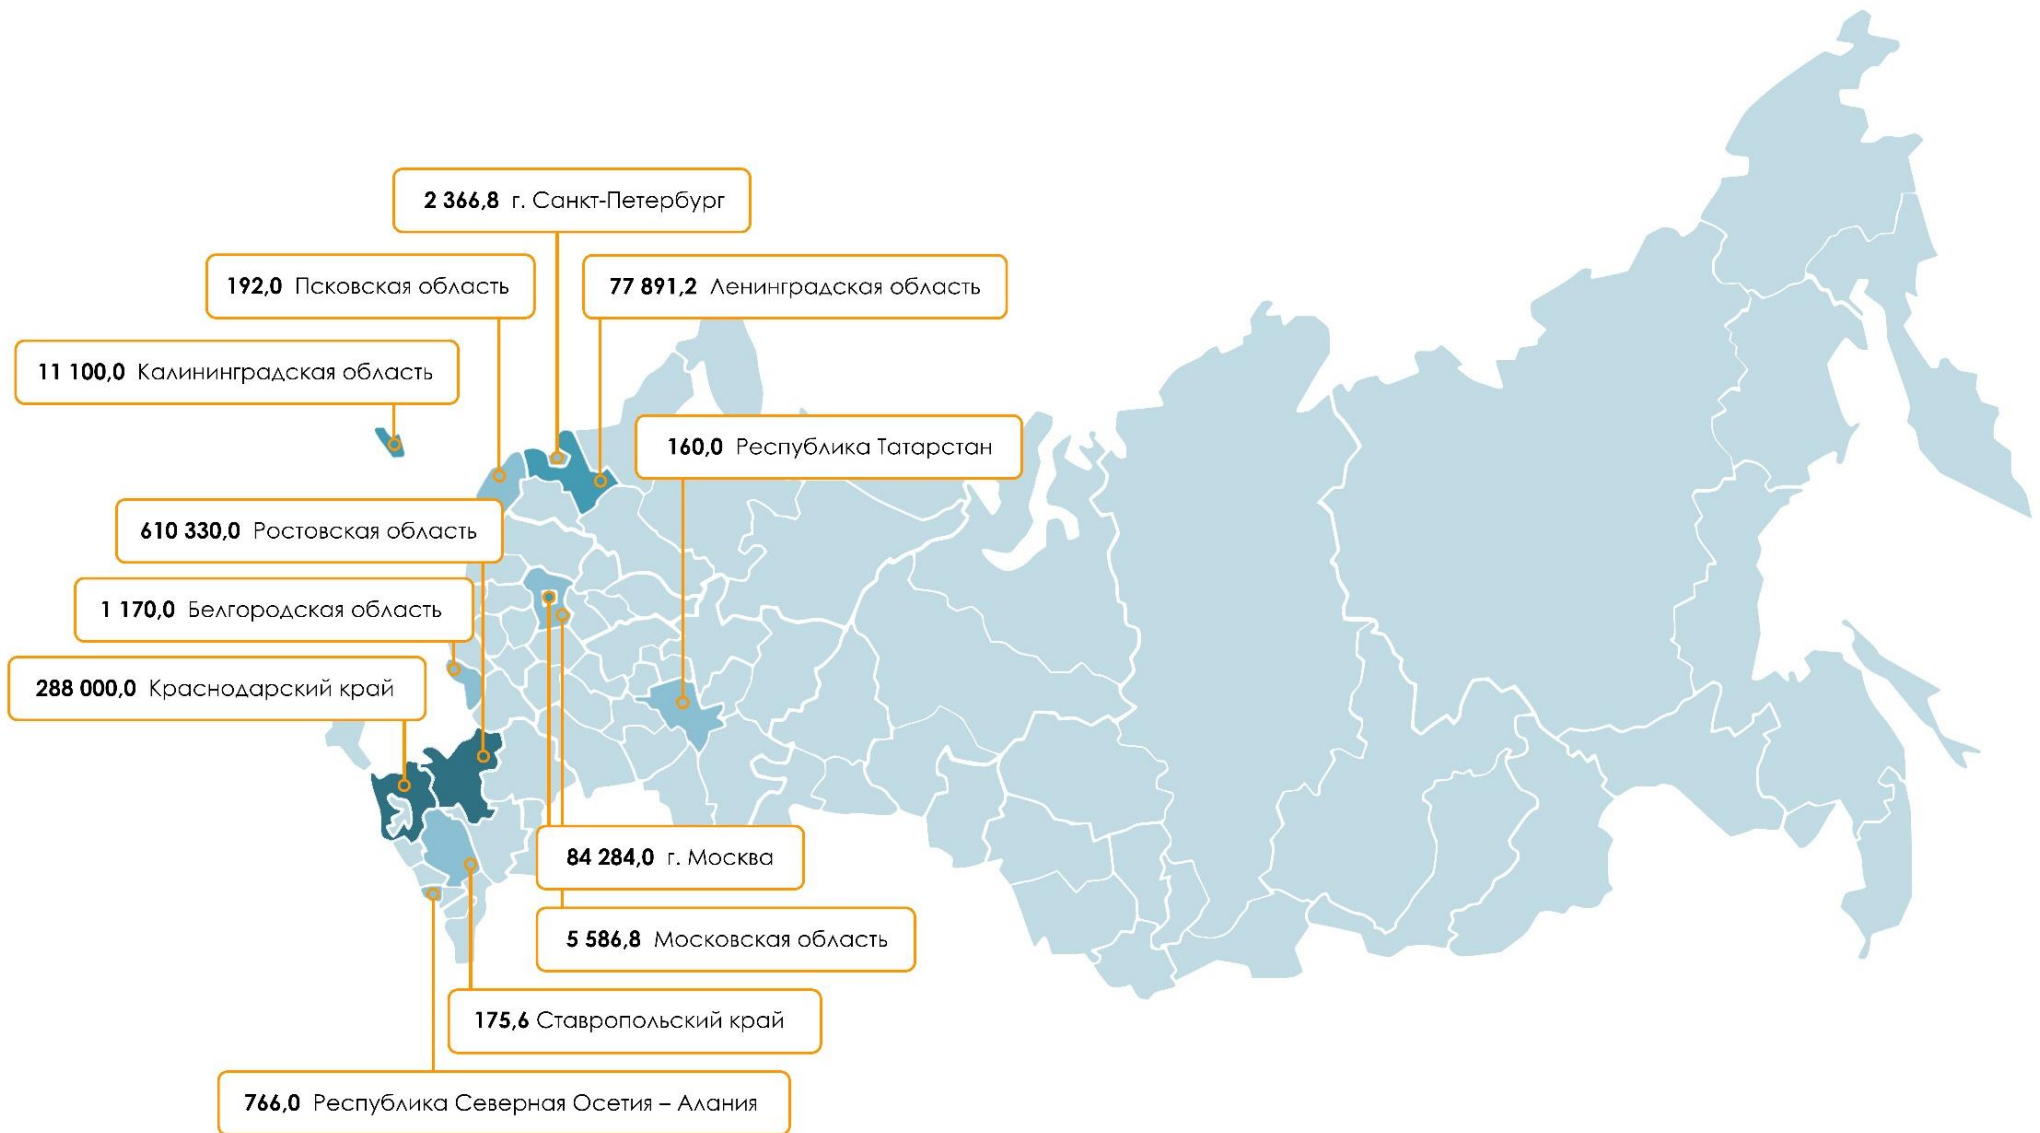 2 366,8 г. Санкт-Петербург
192,0 Псковская область
77 891,2 Ленинградская область
11 100,0 Калининградская область
160,0 Республика Татарстан
610 330,0 Ростовская область
1 170,0 Белгородская область
288 000,0 Краснодарский край
84 284,0 г. Москва
5 586,8 Московская область
175,6 Ставропольский край
766,0 Республика Северная Осетия – Алания